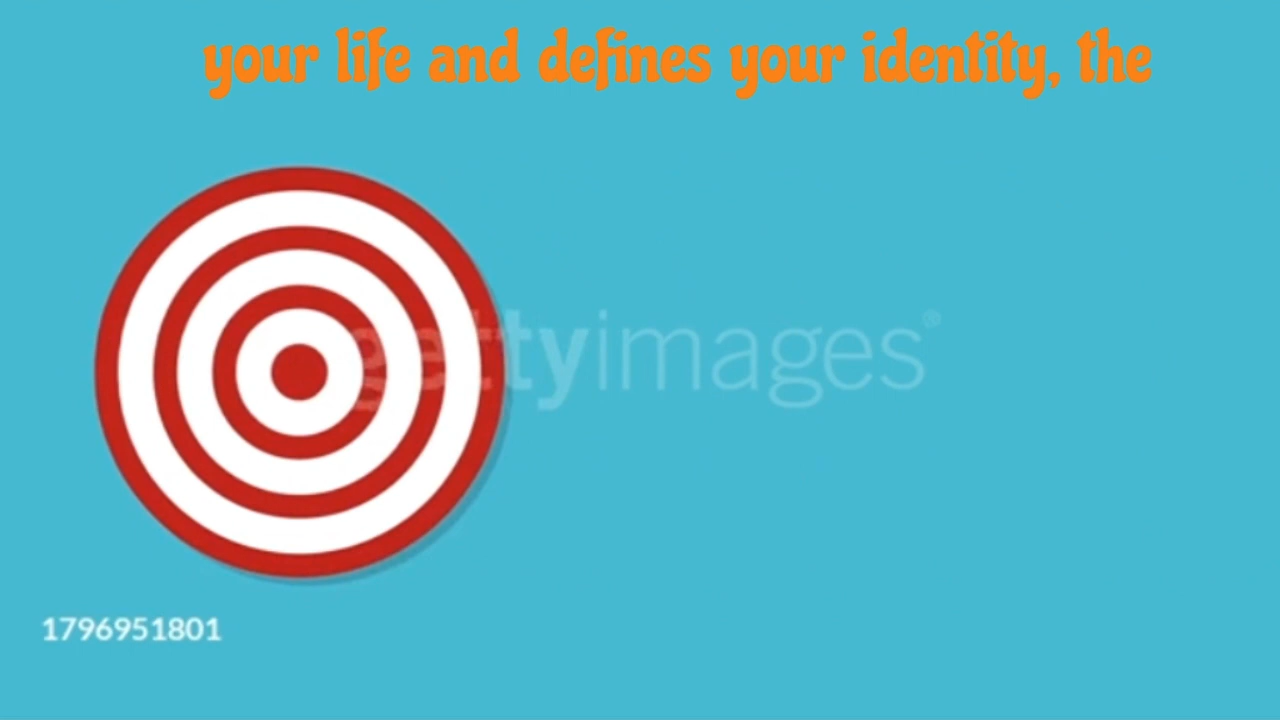 your life and defines your identity, the
gettyimages®
1796951801